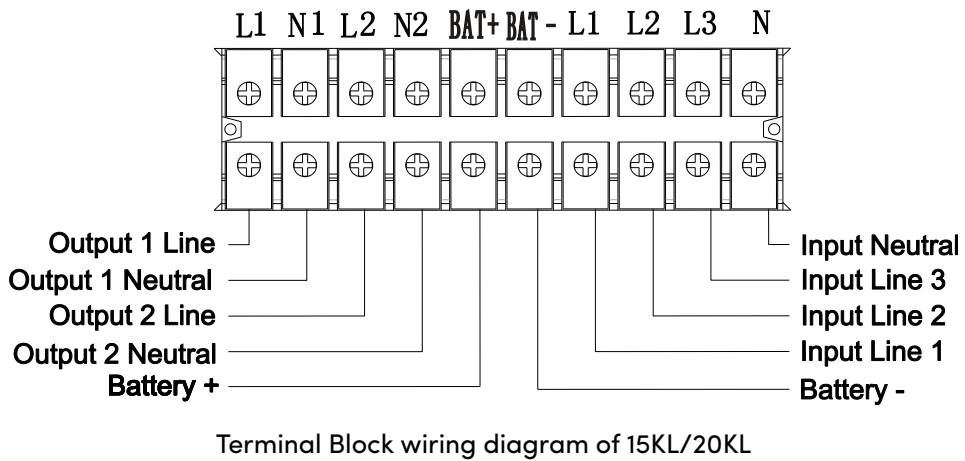 L1 N1 L2 N2 BAT+ BAT - L1 L2 L3 N
Output 1 Line
Output 1 Neutral
Output 2 Line
Output 2 Neutral
Battery +
Input Neutral
Input Line 3
Input Line 2
Input Line 1
Battery -
Terminal Block wiring diagram of 15KL/20KL